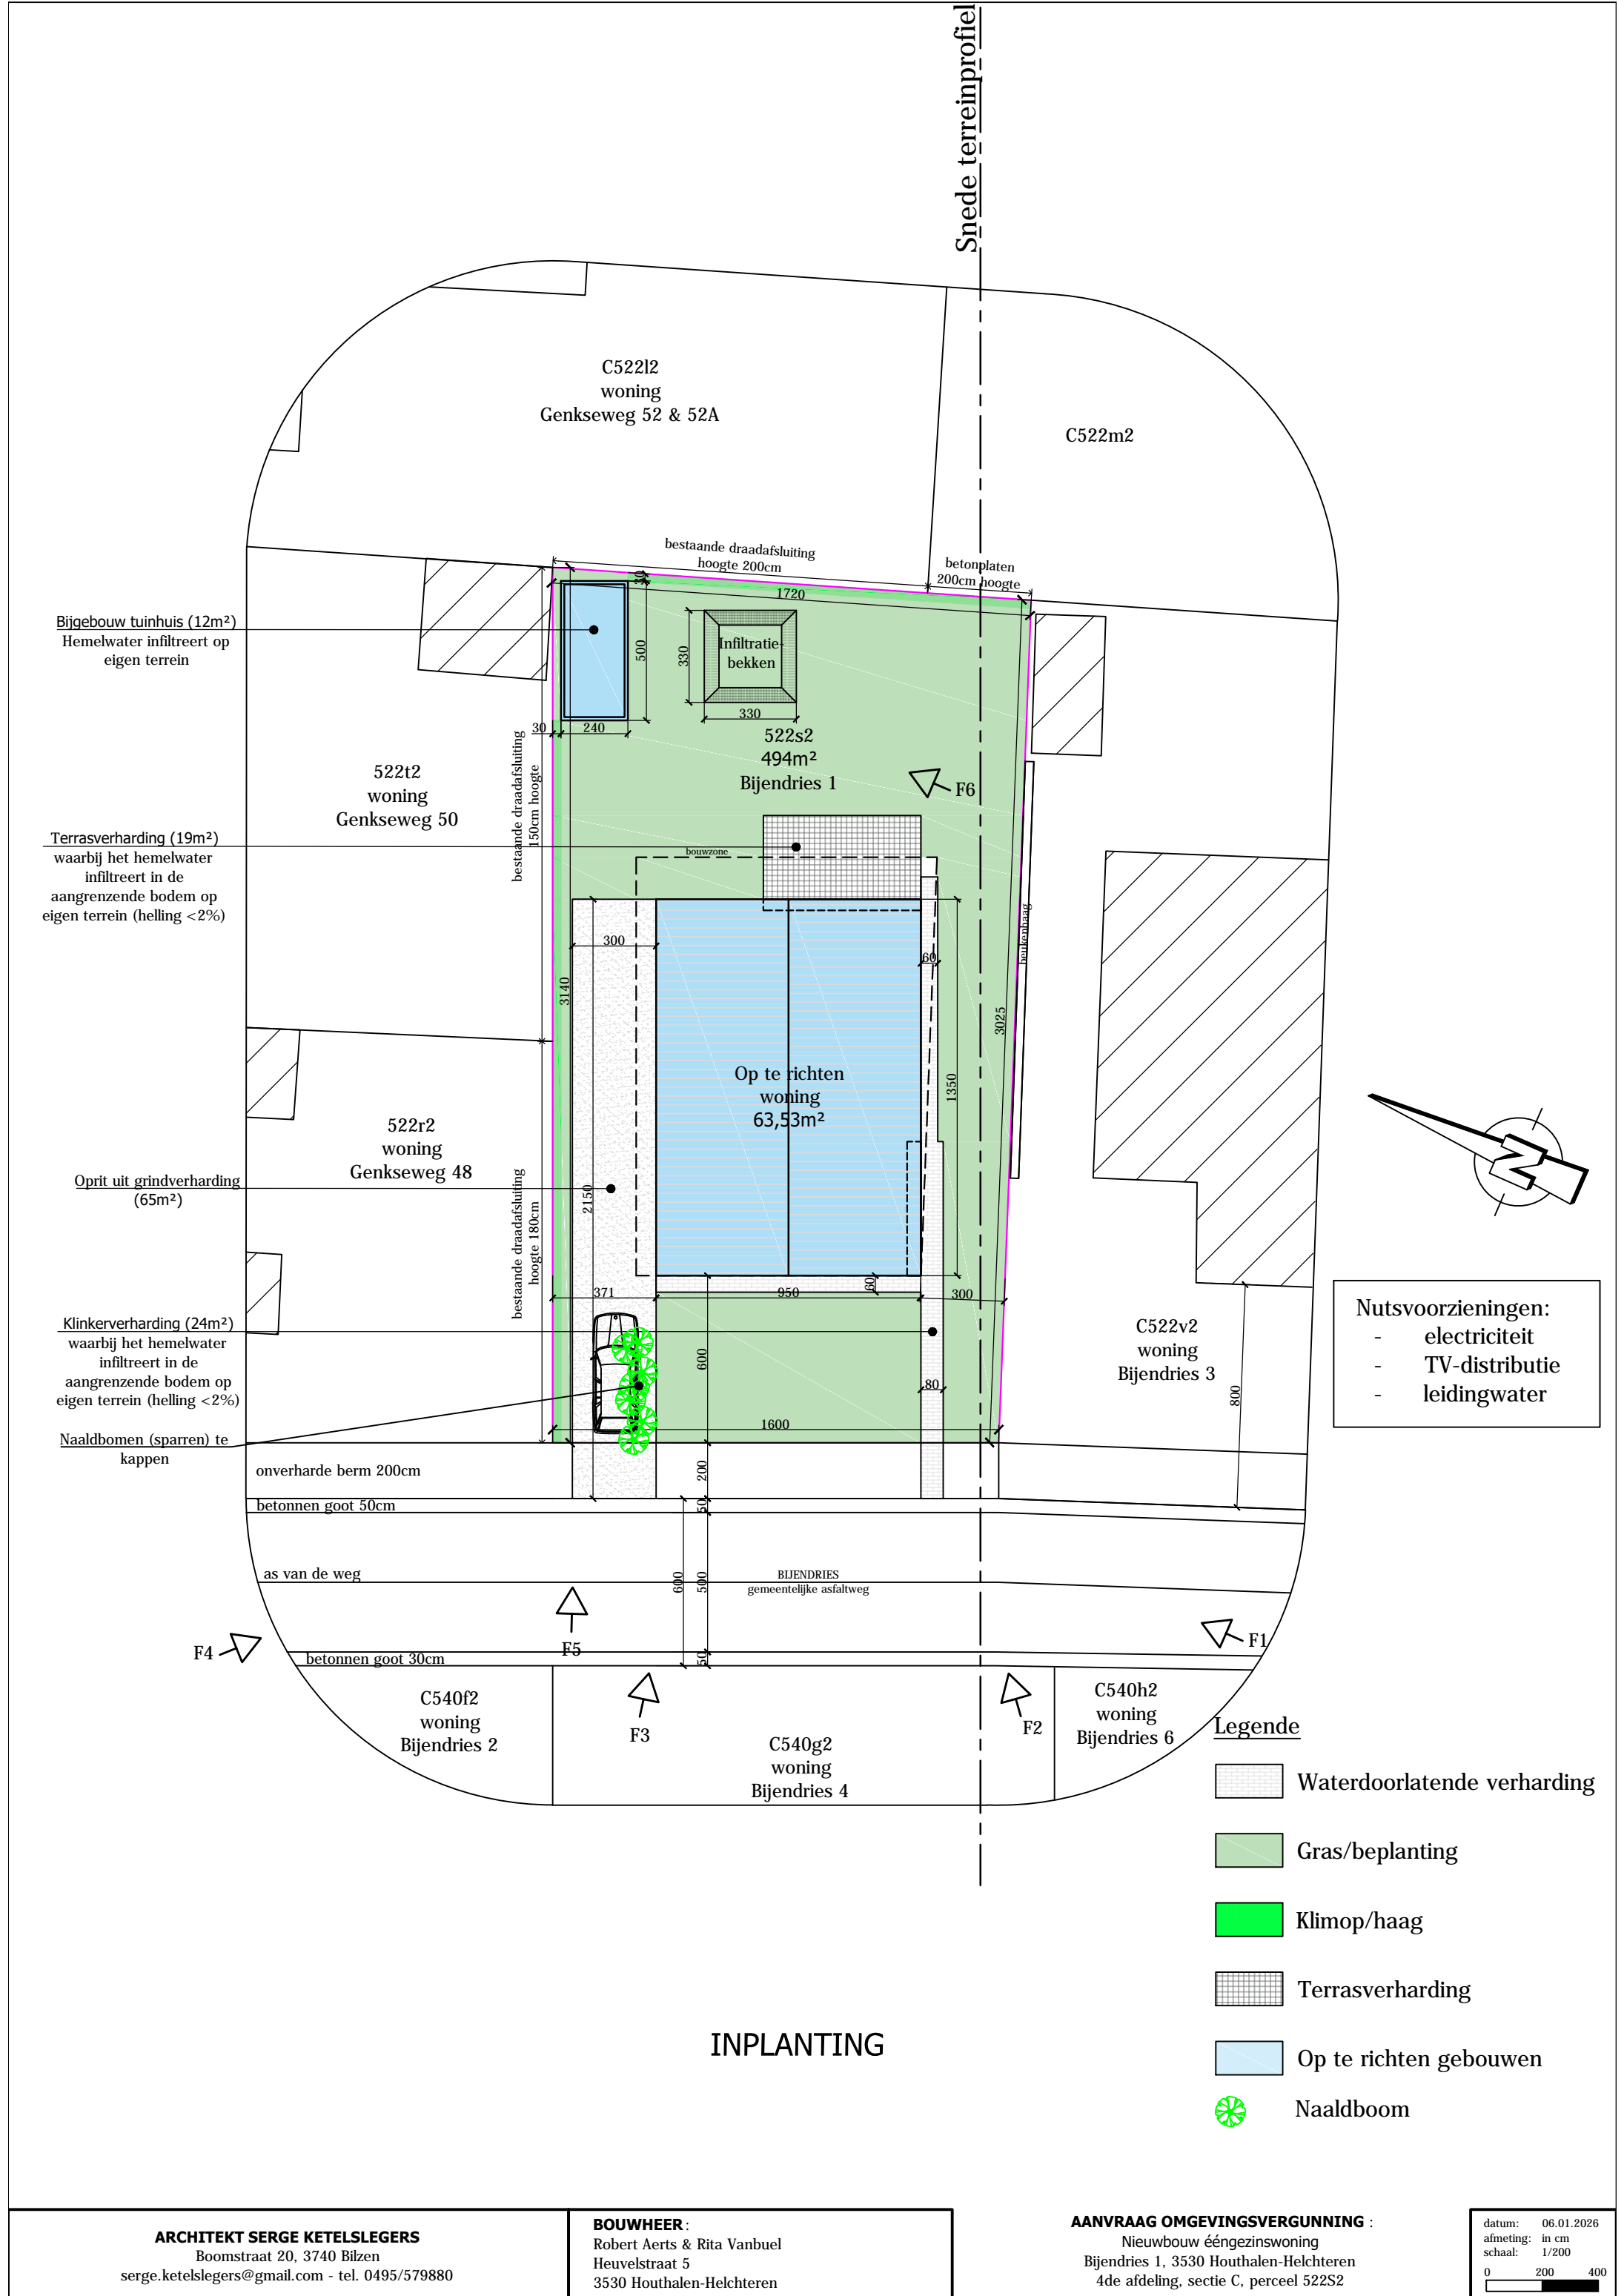 Snede terreinprofiel
C522l2
woning
Genkseweg 52 & 52A
C522m2
bestaande draadafsluiting
hoogte 200cm
betonplaten
200cm hoogte
1720
30
Bijgebouw tuinhuis (12m²)
Hemelwater infiltreert op
eigen terrein
500
330
Infiltratie-
bekken
330
30
240
522s2
494m²
Bijendries 1
F6
522t2
woning
Genkseweg 50
bestaande draadafsluiting
150cm hoogte
Terrasverharding (19m²)
waarbij het hemelwater
infiltreert in de
aangrenzende bodem op
eigen terrein (helling <2%)
bouwzone
beukenhaag
300
60
3140
3025
1350
Op te richten
woning
63,53m²
522r2
woning
Genkseweg 48
Oprit uit grindverharding
(65m²)
2150
bestaande draadafsluiting
hoogte 180cm
371
950
60
300
Klinkerverharding (24m²)
waarbij het hemelwater
infiltreert in de
aangrenzende bodem op
eigen terrein (helling <2%)
C522v2
woning
Bijendries 3
Nutsvoorzieningen:
- electriciteit
- TV-distributie
- leidingwater
600
80
800
1600
Naaldbomen (sparren) te
kappen
onverharde berm 200cm
200
betonnen goot 50cm
50
as van de weg
600
500
BIJENDRIES
gemeentelijke asfaltweg
F4
F5
F1
betonnen goot 30cm
50
C540f2
woning
Bijendries 2
F3
C540g2
woning
Bijendries 4
F2
C540h2
woning
Bijendries 6
N
Legende
Waterdoorlatende verharding
Gras/beplanting
Klimop/haag
Terrasverharding
Op te richten gebouwen
Naaldboom
INPLANTING
ARCHITEKT SERGE KETELSLEGERS
Boomstraat 20, 3740 Bilzen
serge.ketelslegers@gmail.com - tel. 0495/579880
BOUWHEER:
Robert Aerts & Rita Vanbuel
Heuvelstraat 5
3530 Houthalen-Helchteren
AANVRAAG OMGEVINGSVERGUNNING :
Nieuwbouw ééngezinswoning
Bijendries 1, 3530 Houthalen-Helchteren
4de afdeling, sectie C, perceel 522S2
datum: 06.01.2026
afmeting: in cm
schaal: 1/200
0 200 400